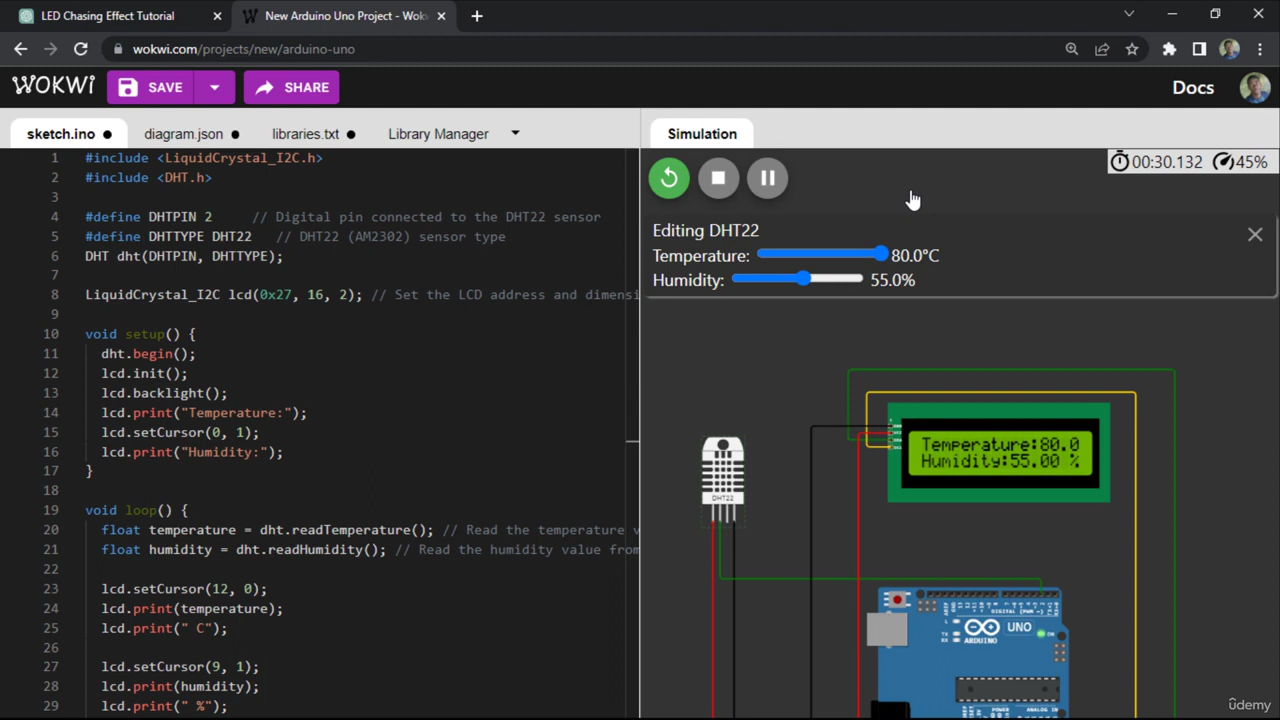 LED Chasing Effect Tutorial
New Arduino Uno Project - Wok
wokwi.com/projects/new/arduino-uno
WOKWI
SAVE
SHARE
Docs
sketch.ino
diagram.json
libraries.txt
Library Manager
Simulation
1 #include <LiquidCrystal_I2C.h>
2 #include <DHT.h>
3
4 #define DHTPIN 2 // Digital pin connected to the DHT22 sensor
5 #define DHTTYPE DHT22 // DHT22 (AM2302) sensor type
6 DHT dht(DHTPIN, DHTTYPE);
7
8 LiquidCrystal_I2C lcd(0x27, 16, 2); // Set the LCD address and dimensi
9
10 void setup() {
11 dht.begin();
12 lcd.init();
13 lcd.backlight();
14 lcd.print("Temperature:");
15 lcd.setCursor(0, 1);
16 lcd.print("Humidity:");
17 }
18
19 void loop() {
20 float temperature = dht.readTemperature(); // Read the temperature v
21 float humidity = dht.readHumidity(); // Read the humidity value from
22
23 lcd.setCursor(12, 0);
24 lcd.print(temperature);
25 lcd.print(" C");
26
27 lcd.setCursor(9, 1);
28 lcd.print(humidity);
29 lcd.print(" %");
00:30.132
45%
Editing DHT22
Temperature: 80.0°C
Humidity: 55.0%
Temperature:80.0
Humidity:55.00 %
DHT22
DIGITAL (PWM ~)
L
TX
RX
UNO
ON
ARDUINO
POWER
ANALOG IN
ûdemy